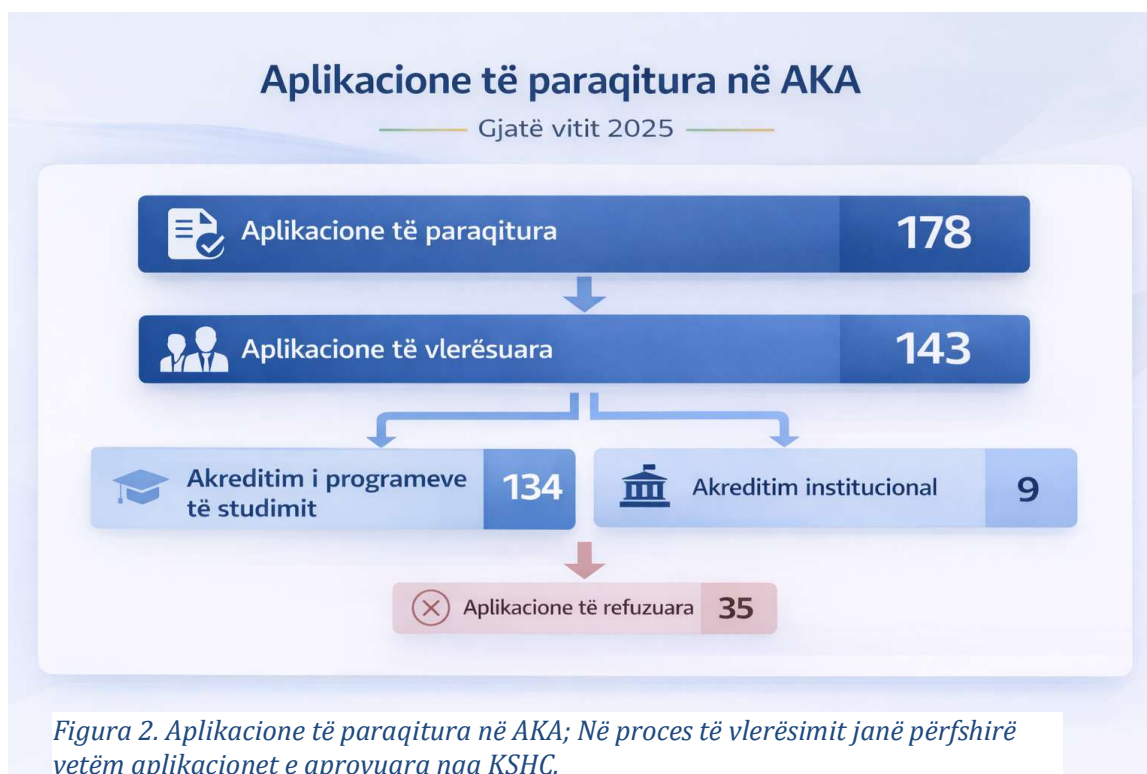 Aplikacione të paraqitura në AKA
Gjatë vitit 2025
Aplikacione të paraqitura 178
Aplikacione të vlerësuara 143
Akreditim i programeve
të studimit 134
Akreditim institucional 9
Aplikacione të refuzuara 35
Figura 2. Aplikacione të paraqitura në AKA; Në proces të vlerësimit janë përfshirë
vetëm aplikacionet e aprovuara nga KSHC.